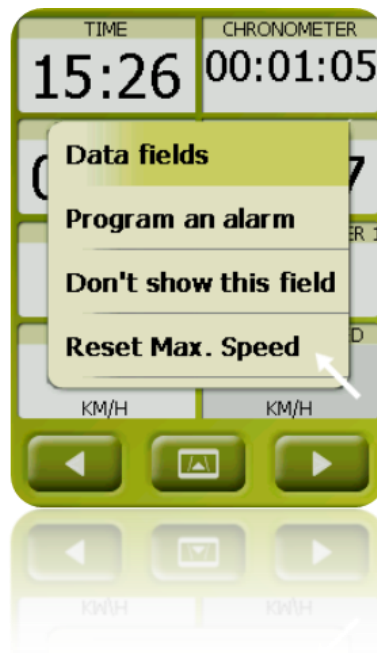 TIME CHRONOMETER
15:26 00:01:05
Data fields
Program an alarm
Don't show this field
Reset Max. Speed
KM/H KM/H